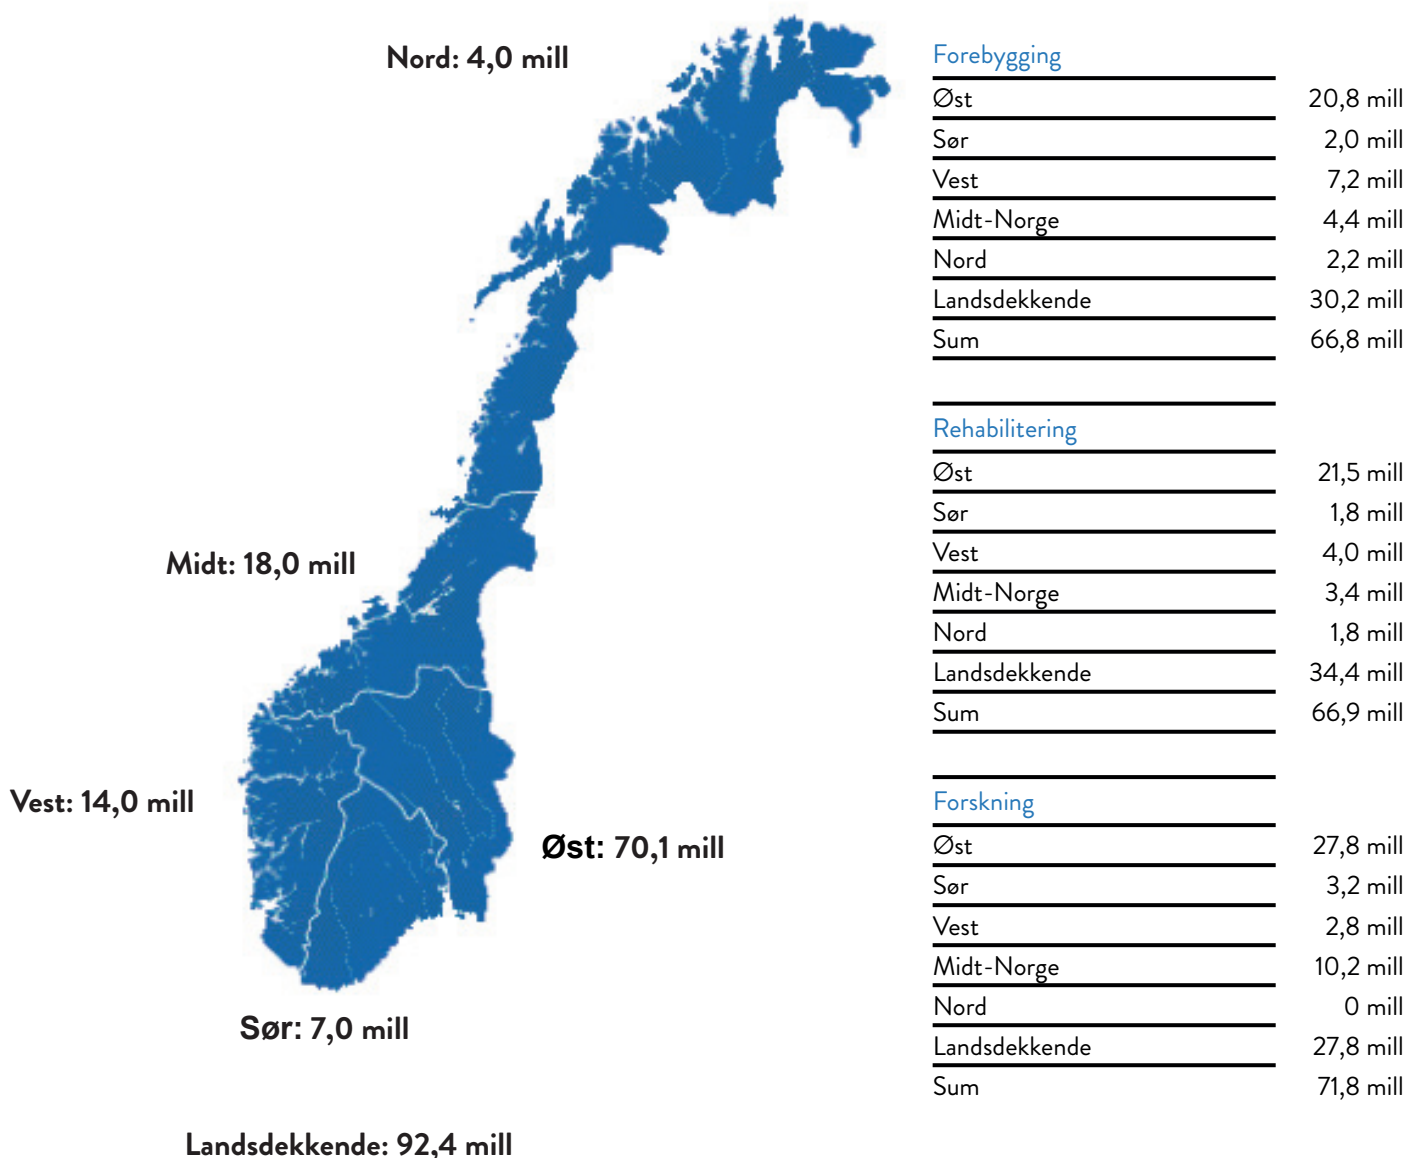 Nord: 4,0 mill
Midt: 18,0 mill
Vest: 14,0 mill
Øst: 70,1 mill
Sør: 7,0 mill
Landsdekkende: 92,4 mill
Forebygging
Øst 20,8 mill
Sør 2,0 mill
Vest 7,2 mill
Midt-Norge 4,4 mill
Nord 2,2 mill
Landsdekkende 30,2 mill
Sum 66,8 mill
Rehabilitering
Øst 21,5 mill
Sør 1,8 mill
Vest 4,0 mill
Midt-Norge 3,4 mill
Nord 1,8 mill
Landsdekkende 34,4 mill
Sum 66,9 mill
Forskning
Øst 27,8 mill
Sør 3,2 mill
Vest 2,8 mill
Midt-Norge 10,2 mill
Nord 0 mill
Landsdekkende 27,8 mill
Sum 71,8 mill